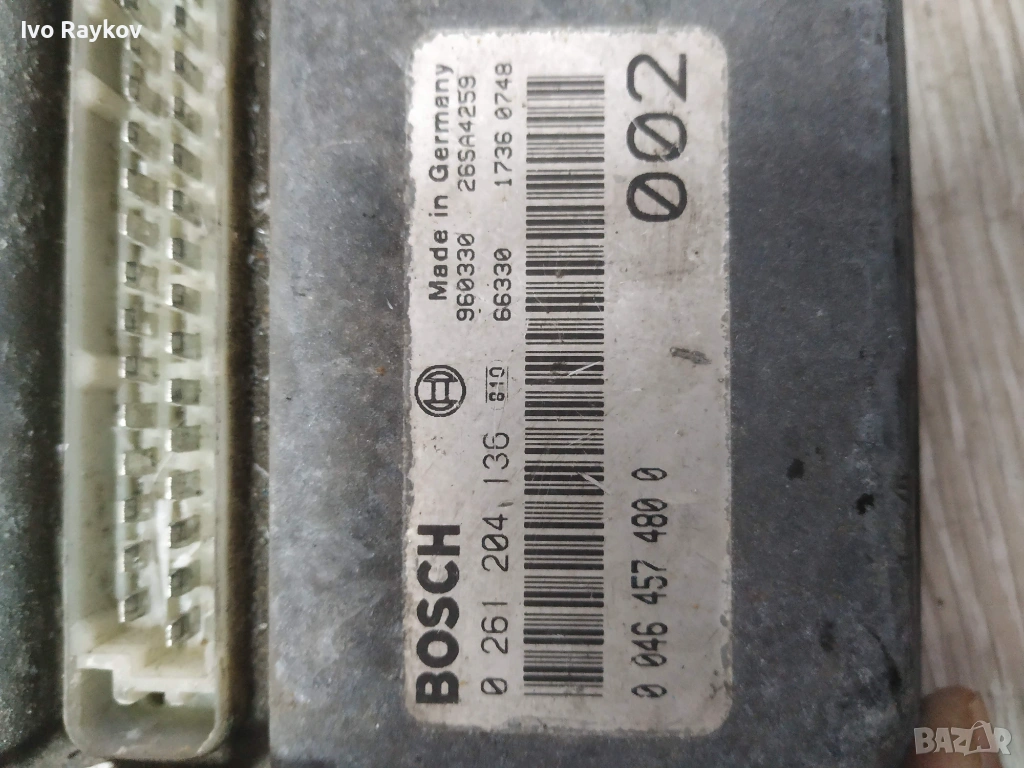 Ivo Raykov
BOSCH
Made in Germany
0 261 204 136
960330 26SA4259
66330 1736 0748
0 046 457 480 0
002
BAZAR